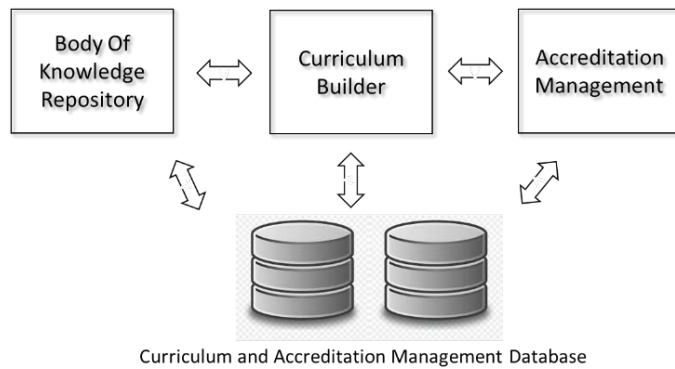 Body Of
Knowledge
Repository
Curriculum
Builder
Accreditation
Management
Curriculum and Accreditation Management Database